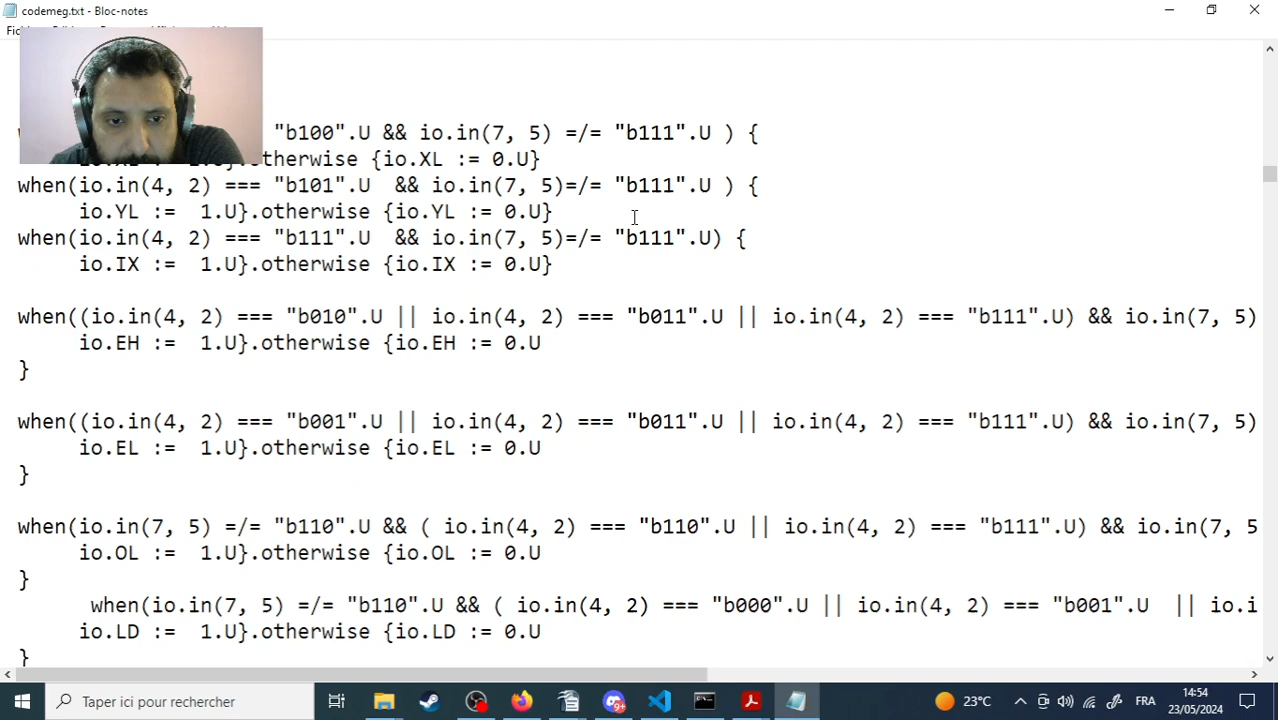 codemeg.txt - Bloc-notes
"b100".U && io.in(7, 5) =/= "b111".U ) {
.otherwise {io.XL := 0.U}
when(io.in(4, 2) === "b101".U  && io.in(7, 5)=/= "b111".U ) {
io.YL :=  1.U}.otherwise {io.YL := 0.U}
when(io.in(4, 2) === "b111".U  && io.in(7, 5)=/= "b111".U) {
io.IX :=  1.U}.otherwise {io.IX := 0.U}
when((io.in(4, 2) === "b010".U || io.in(4, 2) === "b011".U || io.in(4, 2) === "b111".U) && io.in(7, 5)
io.EH :=  1.U}.otherwise {io.EH := 0.U
}
when((io.in(4, 2) === "b001".U || io.in(4, 2) === "b011".U || io.in(4, 2) === "b111".U) && io.in(7, 5)
io.EL :=  1.U}.otherwise {io.EL := 0.U
}
when(io.in(7, 5) =/= "b110".U && ( io.in(4, 2) === "b110".U || io.in(4, 2) === "b111".U) && io.in(7, 5
io.OL :=  1.U}.otherwise {io.OL := 0.U
}
when(io.in(7, 5) =/= "b110".U && ( io.in(4, 2) === "b000".U || io.in(4, 2) === "b001".U  || io.i
io.LD :=  1.U}.otherwise {io.LD := 0.U
}
Taper ici pour rechercher
9+
23°C
FRA
14:54
23/05/2024